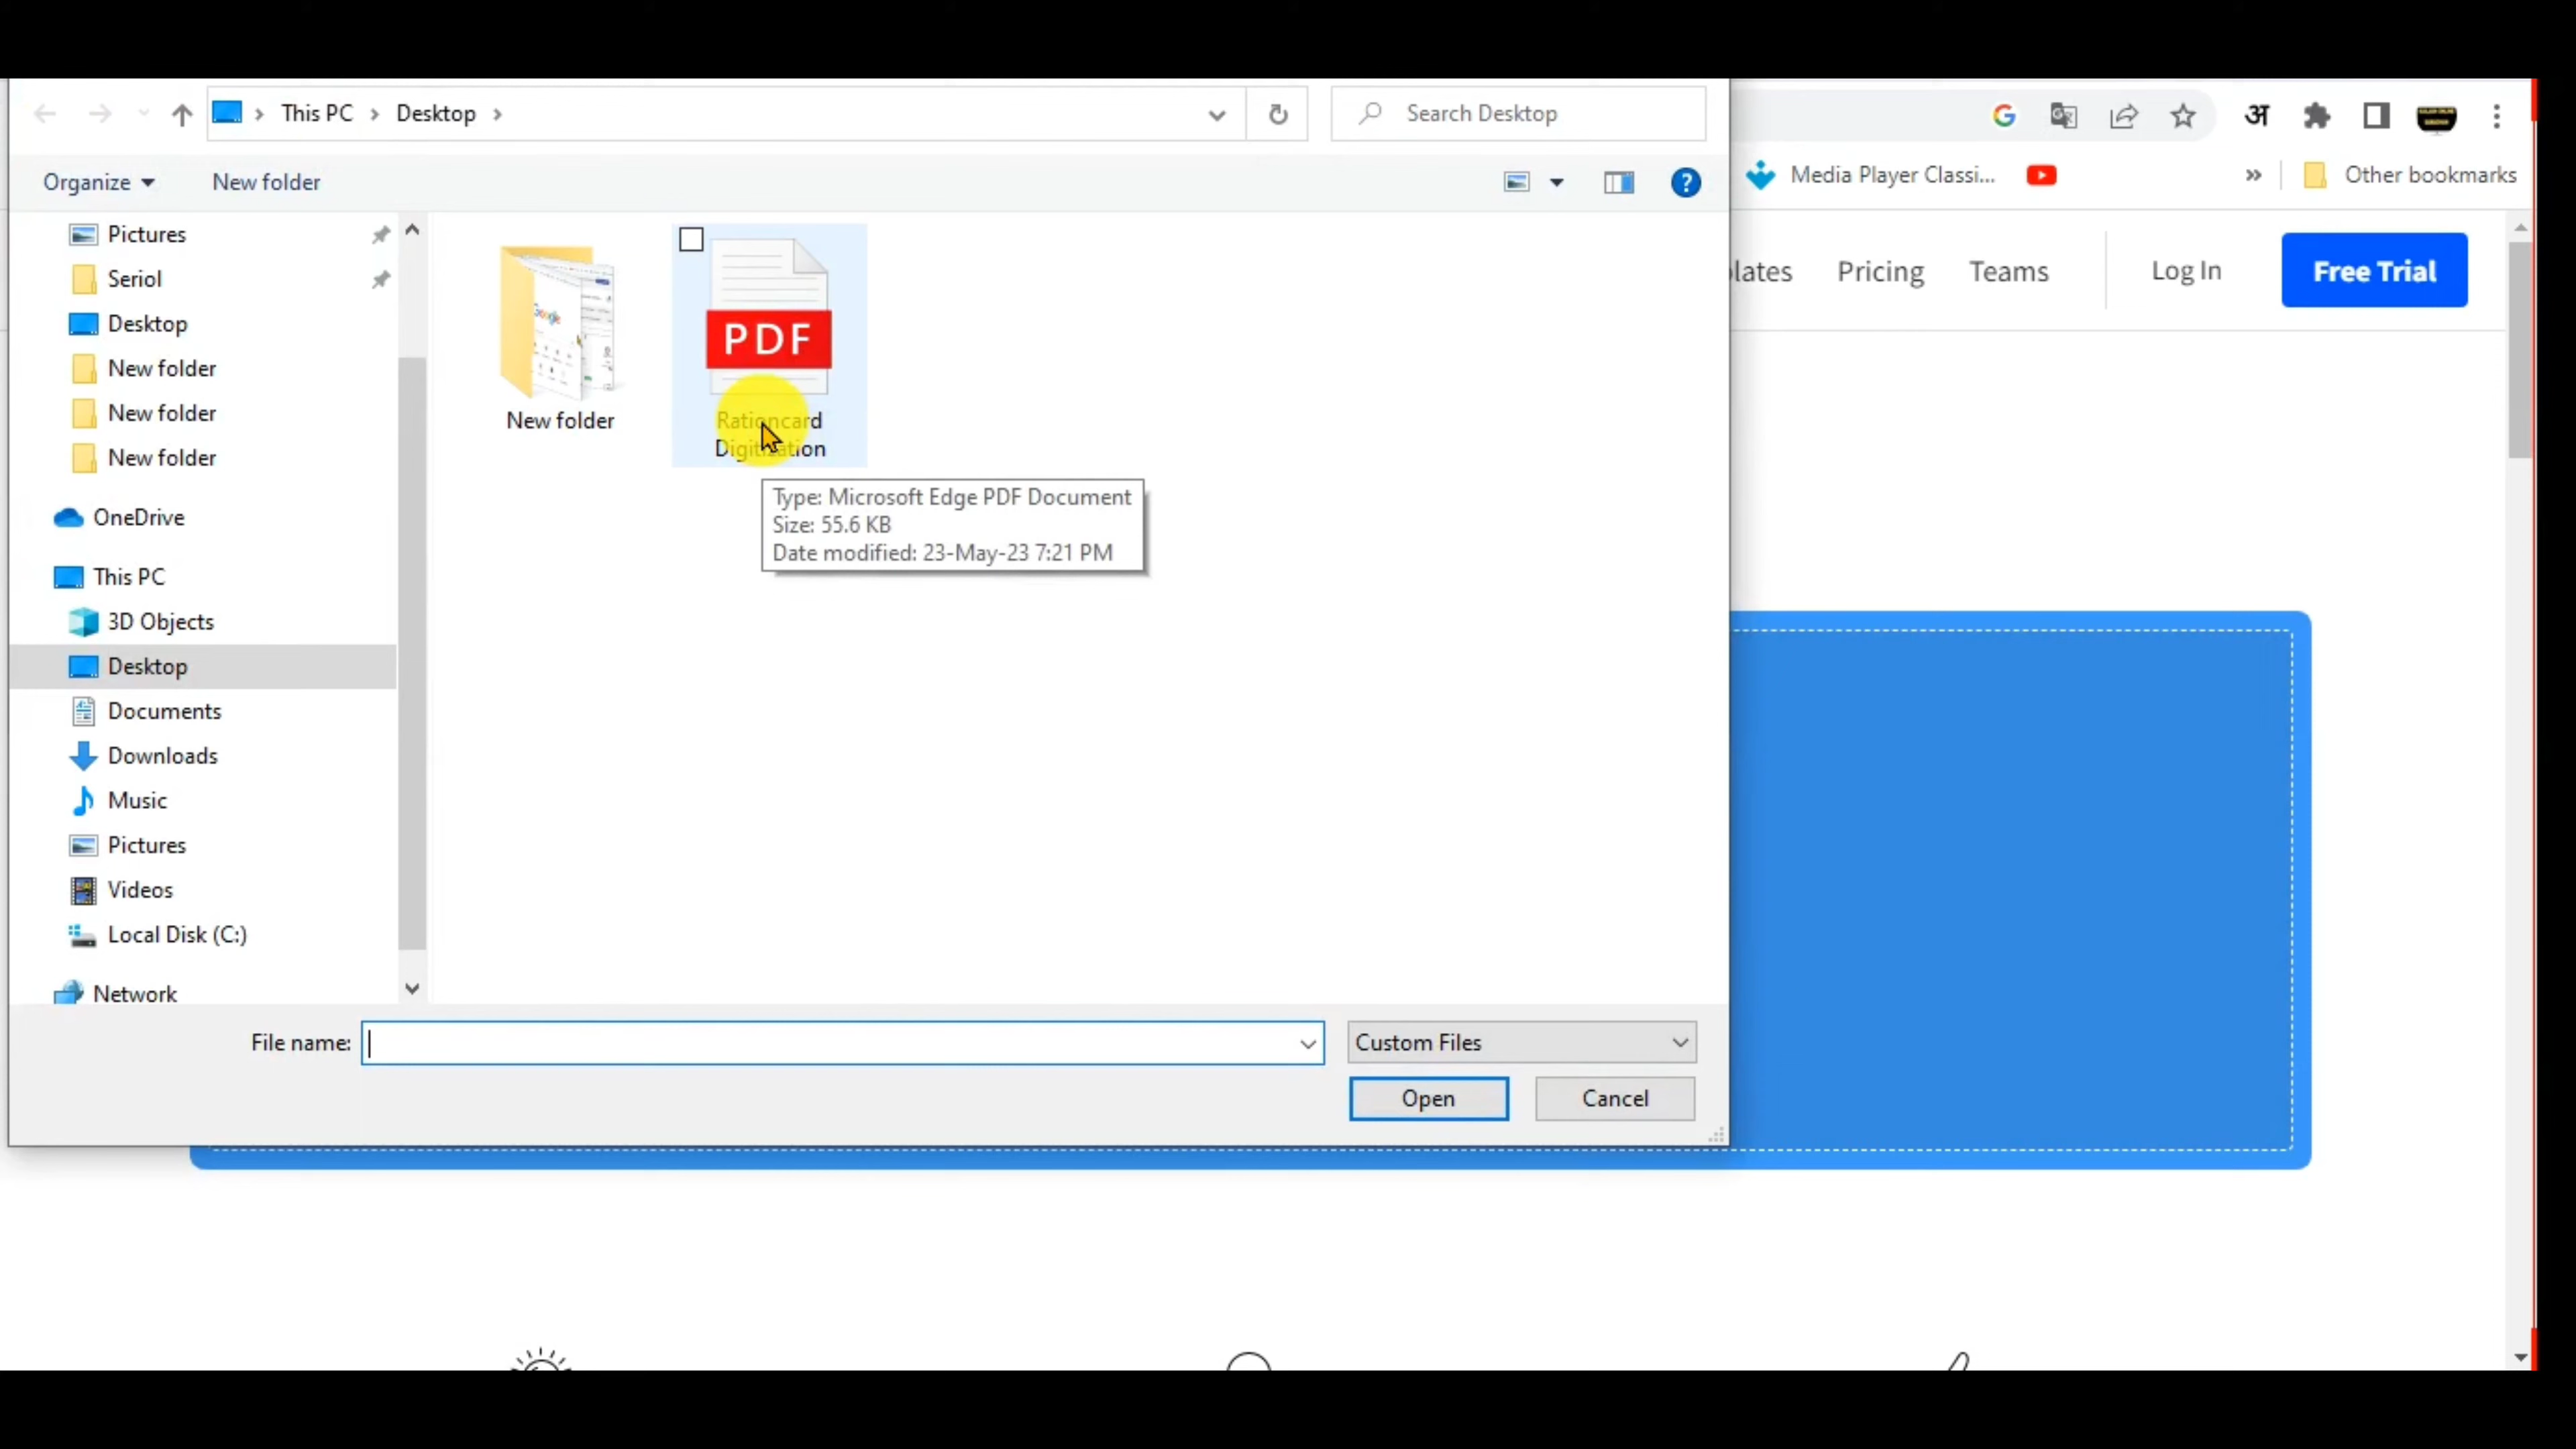 This PC > Desktop >
Search Desktop
Organize
New folder
Pictures
Seriol
Desktop
New folder
New folder
New folder
OneDrive
This PC
3D Objects
Desktop
Documents
Downloads
Music
Pictures
Videos
Local Disk (C:)
Network
New folder
PDF
Rationcard
Digitization
Type: Microsoft Edge PDF Document
Size: 55.6 KB
Date modified: 23-May-23 7:21 PM
File name:
Custom Files
Open
Cancel
अ
Media Player Classi...
»
Other bookmarks
plates
Pricing
Teams
Log In
Free Trial